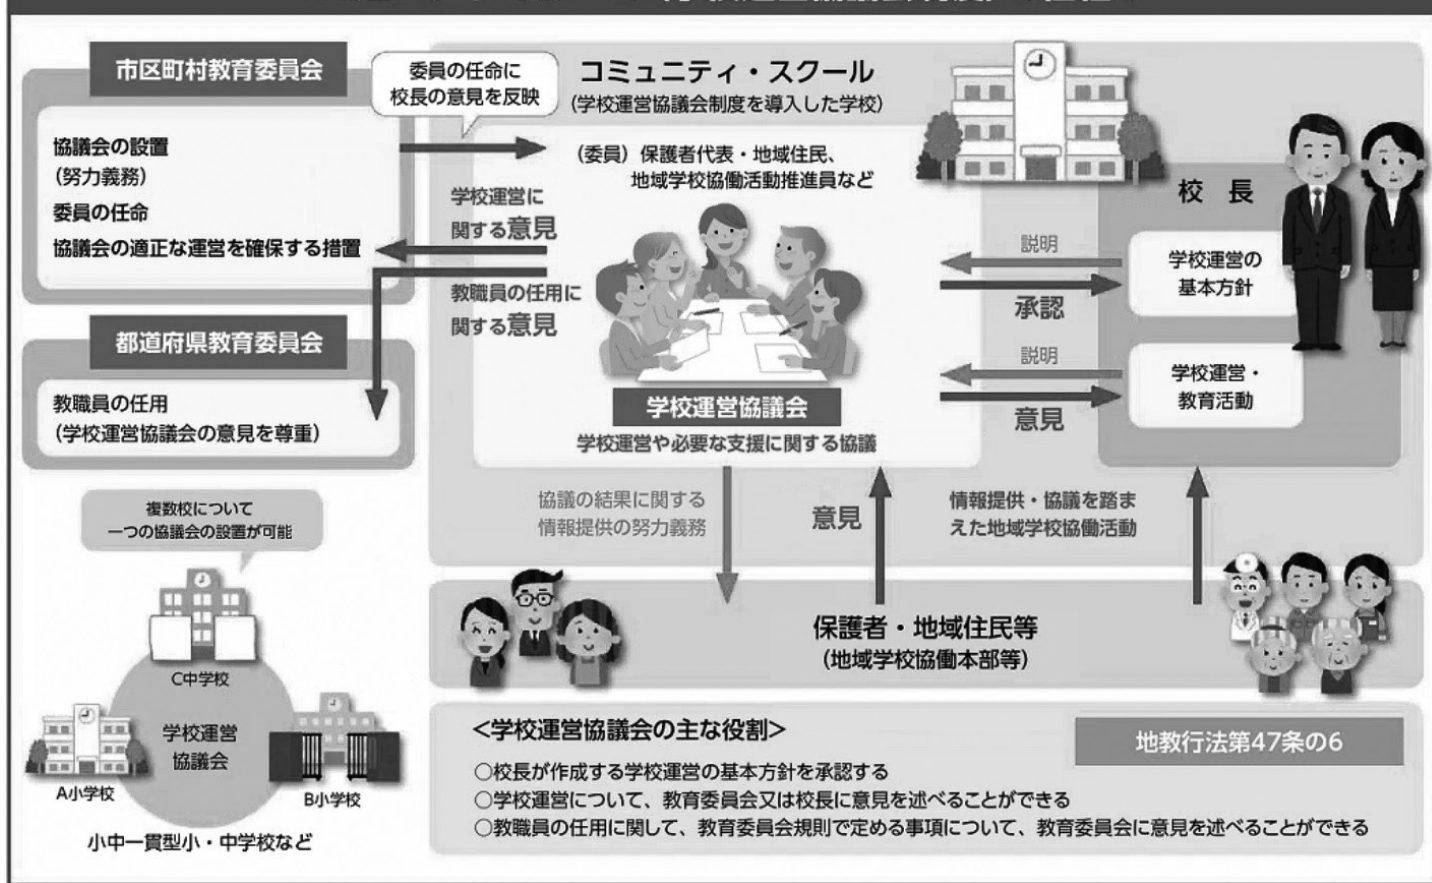 市区町村教育委員会
協議会の設置
(努力義務)
委員の任命
協議会の適正な運営を確保する措置
都道府県教育委員会
教職員の任用
(学校運営協議会の意見を尊重)
委員の任命に
校長の意見を反映
学校運営に
関する意見
教職員の任用に
関する意見
コミュニティ・スクール
(学校運営協議会制度を導入した学校)
(委員) 保護者代表・地域住民、
地域学校協働活動推進員など
学校運営協議会
学校運営や必要な支援に関する協議
校 長
説明
承認
学校運営の
基本方針
説明
意見
学校運営・
教育活動
協議の結果に関する
情報提供の努力義務
意見
情報提供・協議を踏ま
えた地域学校協働活動
保護者・地域住民等
(地域学校協働本部等)
複数校について
一つの協議会の設置が可能
C中学校
学校運営
協議会
A小学校
B小学校
小中一貫型小・中学校など
<学校運営協議会の主な役割>
地教行法第47条の6
○校長が作成する学校運営の基本方針を承認する
○学校運営について、教育委員会又は校長に意見を述べることができる
○教職員の任用に関して、教育委員会規則で定める事項について、教育委員会に意見を述べることができる